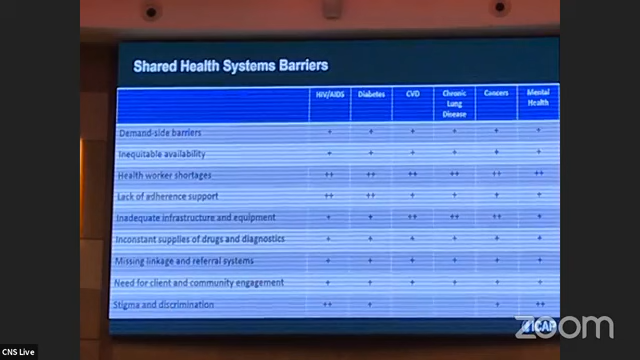 Shared Health Systems Barriers
HIV/AIDS Diabetes CVD Chronic Lung Disease Cancers Mental Health
Demand-side barriers + + + + + +
Inequitable availability + + + + + +
Health worker shortages ++ ++ ++ ++ ++ ++
Lack of adherence support ++ ++ + + + +
Inadequate infrastructure and equipment + + ++ ++ ++ +
Inconstant supplies of drugs and diagnostics + + + + + +
Missing linkage and referral systems + + + + + +
Need for client and community engagement + + + + + +
Stigma and discrimination ++ + + ++
ICAP
zoom
CNS Live